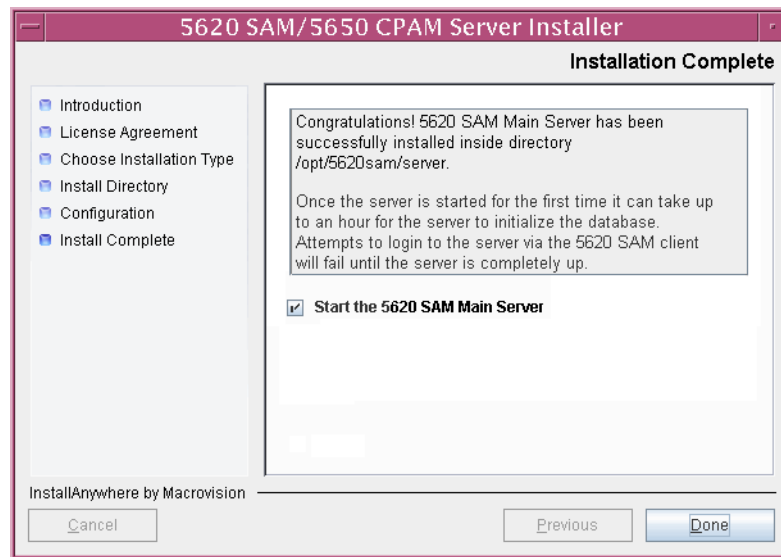 5620 SAM/5650 CPAM Server Installer
Installation Complete
Introduction
License Agreement
Choose Installation Type
Install Directory
Configuration
Install Complete
Congratulations! 5620 SAM Main Server has been
successfully installed inside directory
/opt/5620sam/server.
Once the server is started for the first time it can take up
to an hour for the server to initialize the database.
Attempts to login to the server via the 5620 SAM client
will fail until the server is completely up.
Start the 5620 SAM Main Server
InstallAnywhere by Macrovision
Cancel
Previous
Done